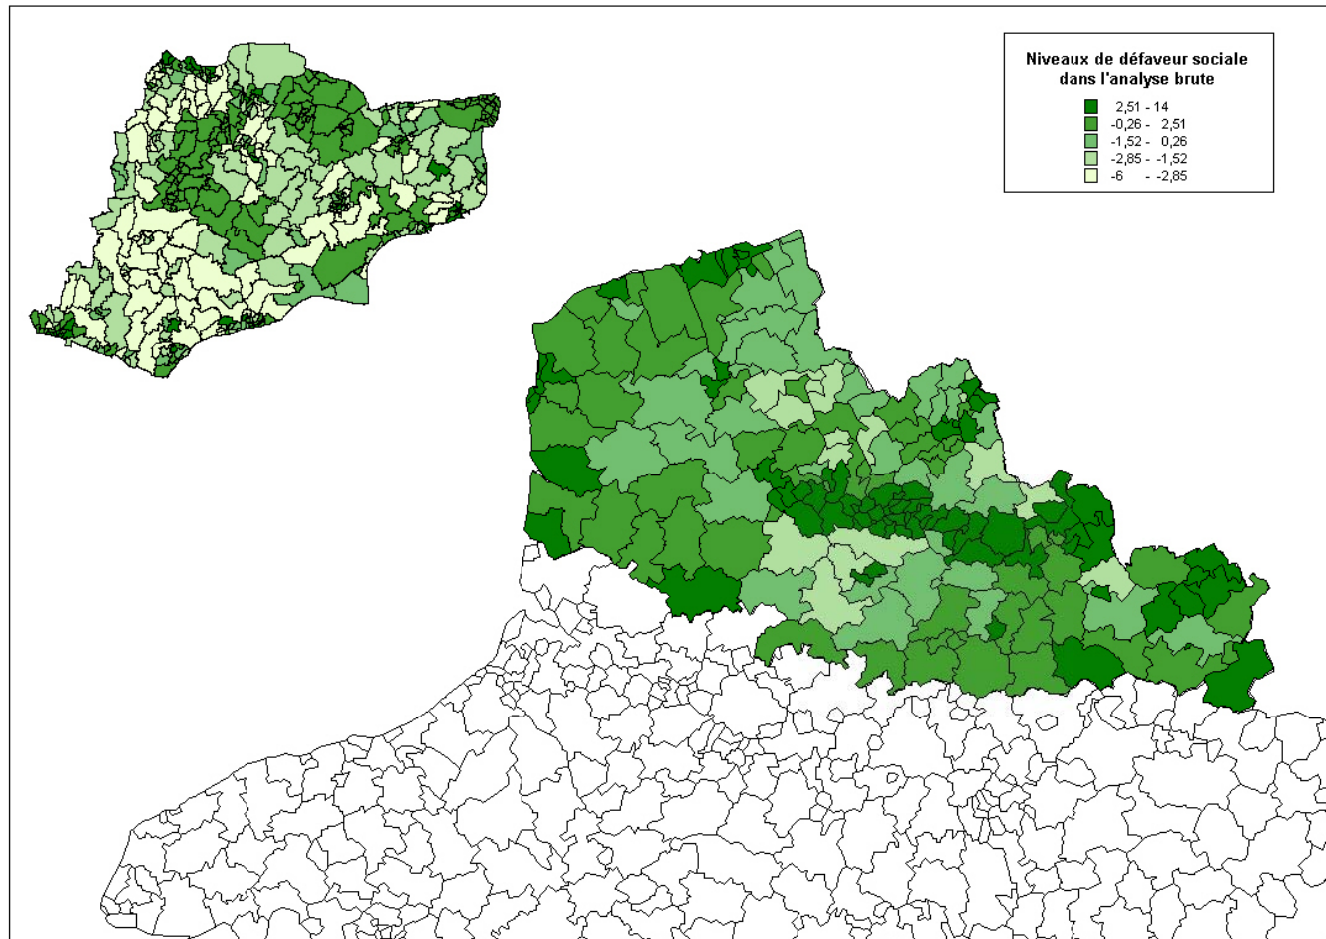 Niveaux de défaveur sociale
dans l'analyse brute
2,51 - 14
-0,26 - 2,51
-1,52 - 0,26
-2,85 - -1,52
-6 - -2,85